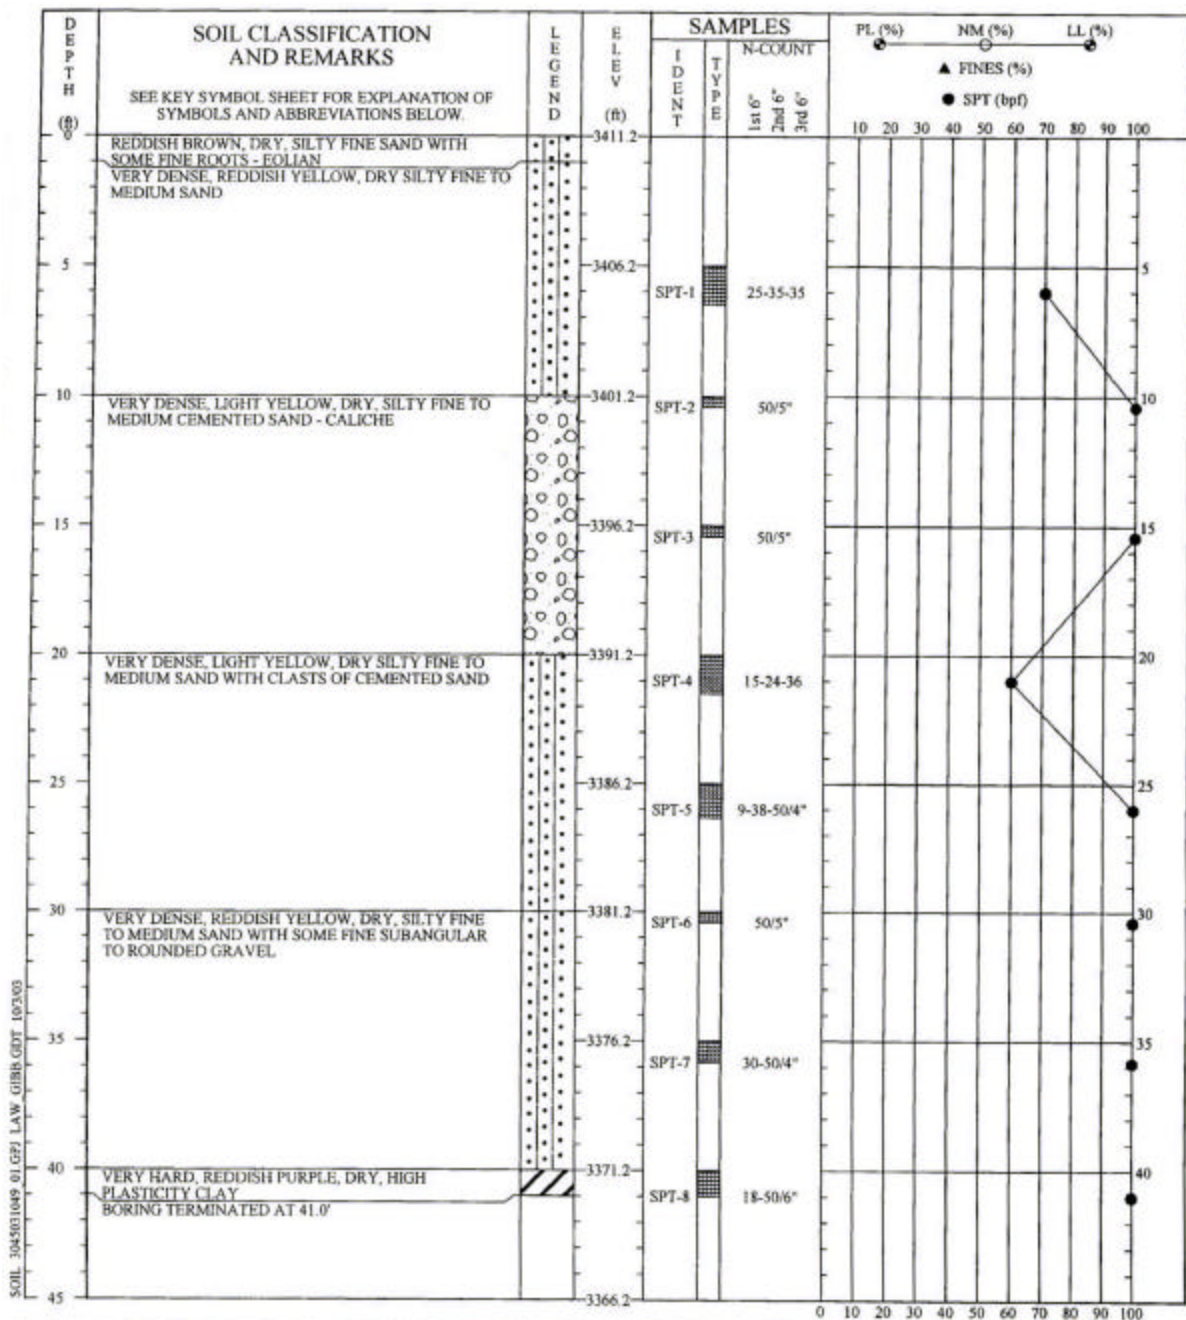 DEPTH (ft)
SOIL CLASSIFICATION
AND REMARKS
SEE KEY SYMBOL SHEET FOR EXPLANATION OF
SYMBOLS AND ABBREVIATIONS BELOW.
LEGEND
ELEV (ft)
SAMPLES
IDENT
TYPE
N-COUNT
1st 6"
2nd 6"
3rd 6"
PL (%) NM (%) LL (%)
▲ FINES (%)
● SPT (bpf)
10 20 30 40 50 60 70 80 90 100
0
REDDISH BROWN, DRY, SILTY FINE SAND WITH
SOME FINE ROOTS - EOLIAN
3411.2
VERY DENSE, REDDISH YELLOW, DRY SILTY FINE TO
MEDIUM SAND
5 3406.2 5
SPT-1 25-35-35
10 3401.2 10
VERY DENSE, LIGHT YELLOW, DRY, SILTY FINE TO
MEDIUM CEMENTED SAND - CALICHE
SPT-2 50/5"
15 3396.2 15
SPT-3 50/5"
20 3391.2 20
VERY DENSE, LIGHT YELLOW, DRY SILTY FINE TO
MEDIUM SAND WITH CLASTS OF CEMENTED SAND
SPT-4 15-24-36
25 3386.2 25
SPT-5 9-38-50/4"
30 3381.2 30
VERY DENSE, REDDISH YELLOW, DRY, SILTY FINE
TO MEDIUM SAND WITH SOME FINE SUBANGULAR
TO ROUNDED GRAVEL
SPT-6 50/5"
35 3376.2 35
SPT-7 30-50/4"
40 3371.2 40
VERY HARD, REDDISH PURPLE, DRY, HIGH
PLASTICITY CLAY
SPT-8 18-50/6"
BORING TERMINATED AT 41.0'
45 3366.2
0 10 20 30 40 50 60 70 80 90 100
SOIL 3045031049_01.GPJ LAW_GIBB.GDT 10/3/03